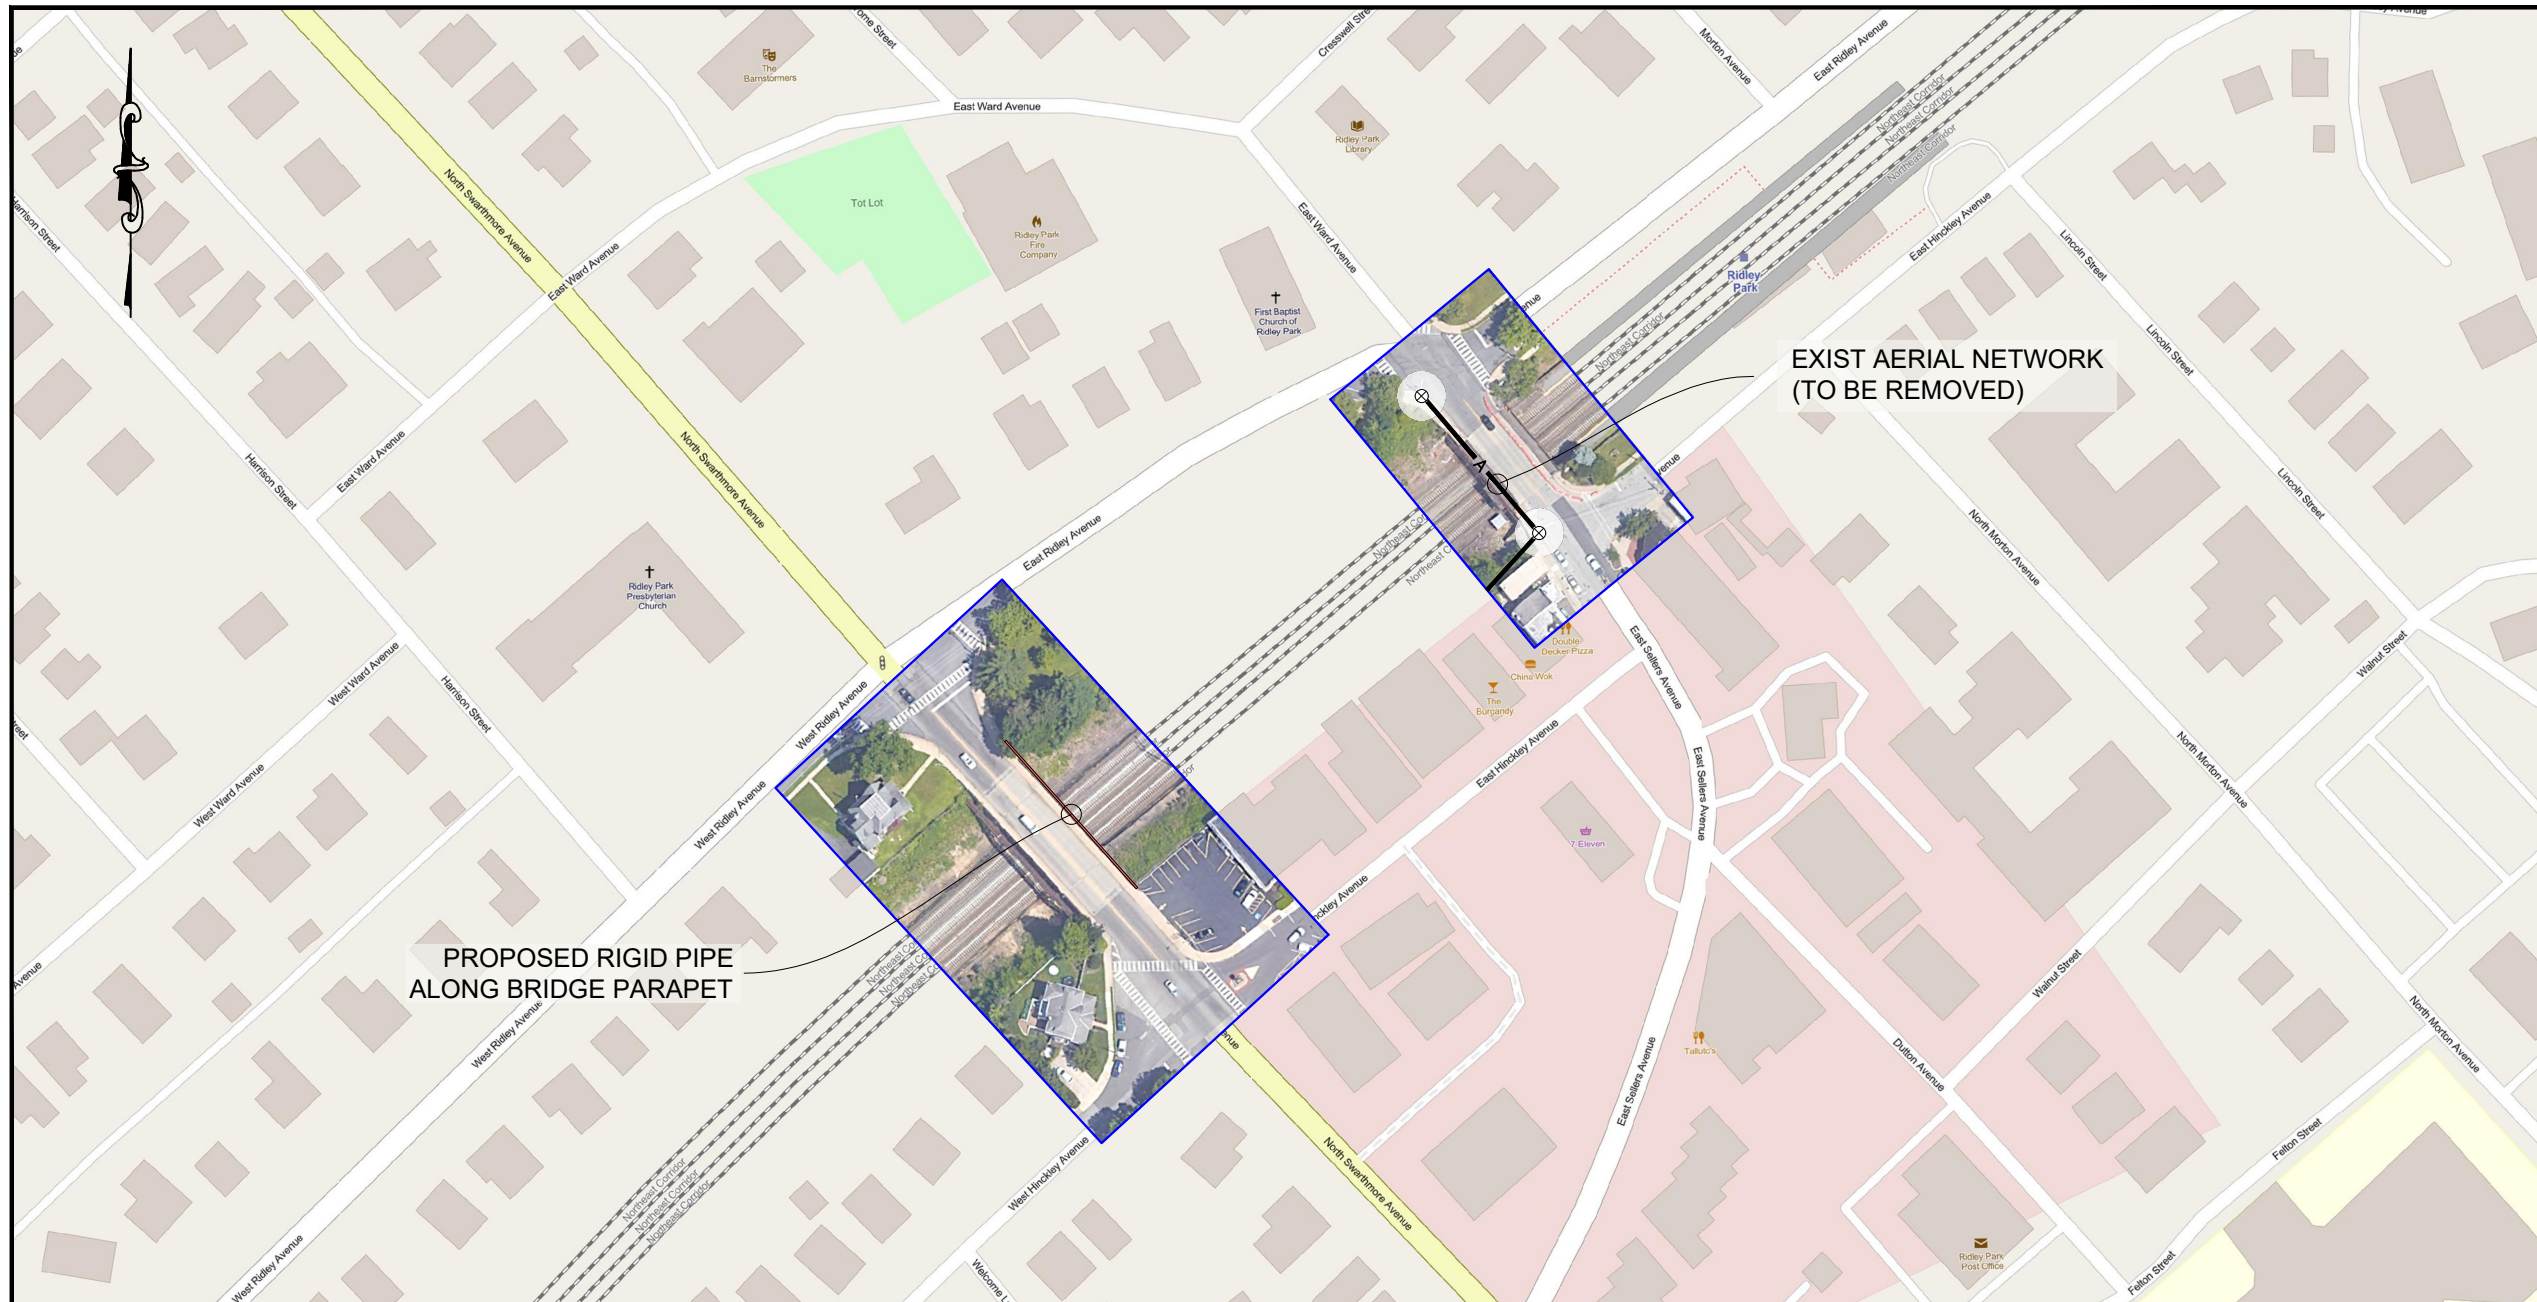 EXIST AERIAL NETWORK
(TO BE REMOVED)
PROPOSED RIGID PIPE
ALONG BRIDGE PARAPET
A
The
Barnstormers
Cresswell
Morton Avenue
East Ridley Avenue
Northeast Corridor
Northeast Corridor
Northeast Corridor
East Ward Avenue
Ridley Park
Library
North Swarthmore Avenue
Tot Lot
Ridley Park
Fire
Company
East Ward Avenue
East Ward Avenue
First Baptist
Church of
Ridley Park
Ridley
Park
East Hinckley Avenue
Lincoln Street
Lincoln Street
Lincoln Street
Northeast Corridor
Northeast Corridor
Harrison Street
Harrison Street
East Ward Avenue
North Swarthmore Avenue
East Ridley Avenue
North Morton Avenue
Ridley Park
Presbyterian
Church
West Ward Avenue
Harrison Street
West Ridley Avenue
Double
Decker Pizza
China Wok
The
Burgandy
East Sellers Avenue
Walnut Street
East Hinckley Avenue
East Sellers Avenue
North Morton Avenue
West Ward Avenue
West Ridley Avenue
7-Eleven
Avenue
West Ridley Avenue
Walnut Street
Tallulo's
Dutton Avenue
North Morton Avenue
East Sellers Avenue
Northeast Corridor
Northeast Corridor
Northeast Corridor
West Hinckley Avenue
North Swarthmore Avenue
Felton Street
West Ridley Avenue
Ridley Park
Post Office
Felton Street
Welcome